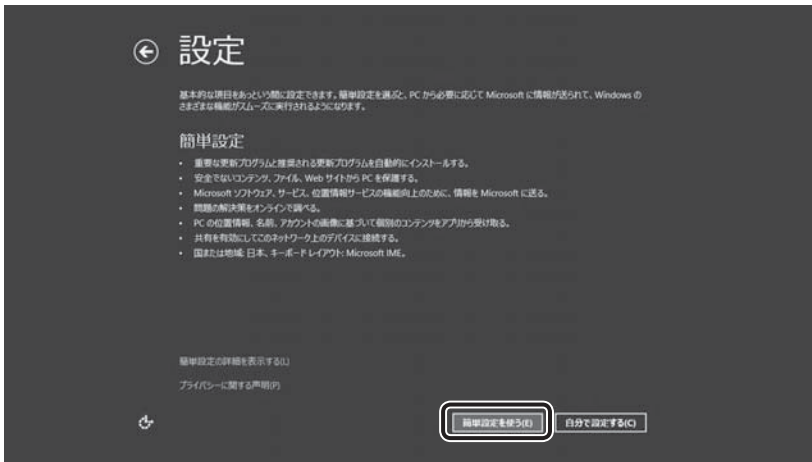 設定
基本的な項目をあっという間に設定できます。簡単設定を選ぶと、PC から必要に応じて Microsoft に情報が送られて、Windows の
さまざまな機能がスムーズに実行されるようになります。
簡単設定
• 重要な更新プログラムと推奨される更新プログラムを自動的にインストールする。
• 安全でないコンテンツ、ファイル、Web サイトから PC を保護する。
• Microsoft ソフトウェア、サービス、位置情報サービスの機能向上のために、情報を Microsoft に送る。
• 問題の解決策をオンラインで調べる。
• PC の位置情報、名前、アカウントの画像に基づいて個別のコンテンツをアプリから受け取る。
• 共有を有効にしてこのネットワーク上のデバイスに接続する。
• 国または地域: 日本、キーボード レイアウト: Microsoft IME。
簡単設定の詳細を表示する(L)
プライバシーに関する声明(P)
簡単設定を使う(E) 自分で設定する(C)